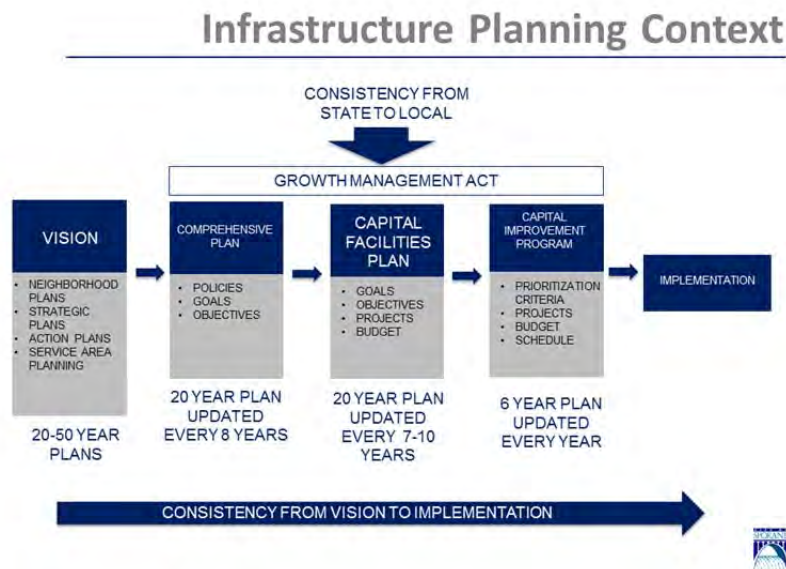 Infrastructure Planning Context
CONSISTENCY FROM
STATE TO LOCAL
GROWTH MANAGEMENT ACT
VISION
• NEIGHBORHOOD
PLANS
• STRATEGIC
PLANS
• ACTION PLANS
• SERVICE AREA
PLANNING
20-50 YEAR
PLANS
COMPREHENSIVE
PLAN
• POLICIES
• GOALS
• OBJECTIVES
20 YEAR PLAN
UPDATED
EVERY 8 YEARS
CAPITAL
FACILITIES
PLAN
• GOALS
• OBJECTIVES
• PROJECTS
• BUDGET
20 YEAR PLAN
UPDATED
EVERY 7-10
YEARS
CAPITAL
IMPROVEMENT
PROGRAM
• PRIORITIZATION
CRITERIA
• PROJECTS
• BUDGET
• SCHEDULE
6 YEAR PLAN
UPDATED
EVERY YEAR
IMPLEMENTATION
CONSISTENCY FROM VISION TO IMPLEMENTATION
SPOKANE